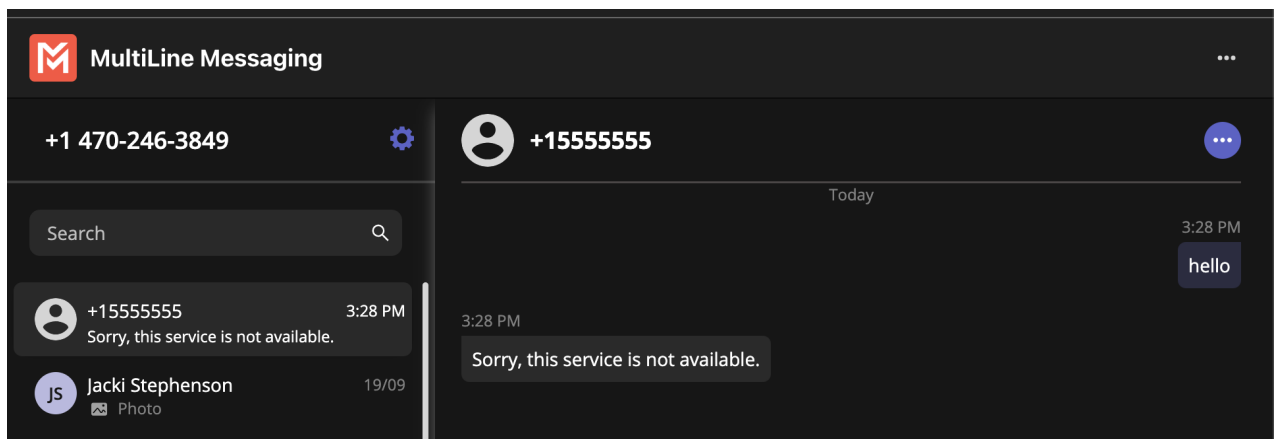 MultiLine Messaging
+1 470-246-3849
Search
+15555555 3:28 PM
Sorry, this service is not available.
JS Jacki Stephenson 19/09
Photo
+15555555
Today
3:28 PM
hello
3:28 PM
Sorry, this service is not available.